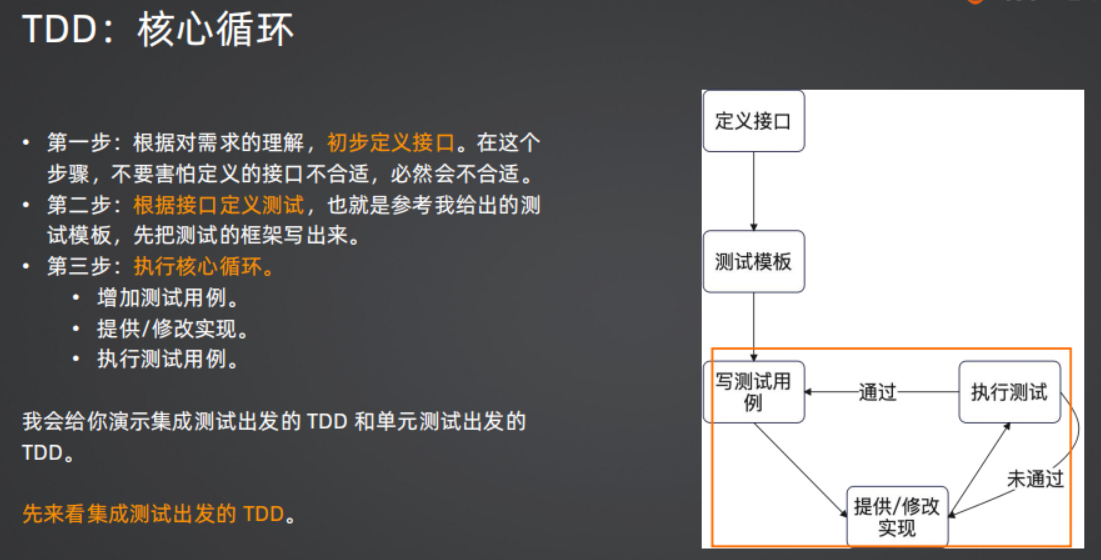 TDD：核心循环
• 第一步：根据对需求的理解，初步定义接口。在这个
步骤，不要害怕定义的接口不合适，必然会不合适。
• 第二步：根据接口定义测试，也就是参考我给出的测
试模板，先把测试的框架写出来。
• 第三步：执行核心循环。
• 增加测试用例。
• 提供/修改实现。
• 执行测试用例。
我会给你演示集成测试出发的 TDD 和单元测试出发的
TDD。
先来看集成测试出发的 TDD。
定义接口
测试模板
写测试用
例
通过
执行测试
未通过
提供/修改
实现